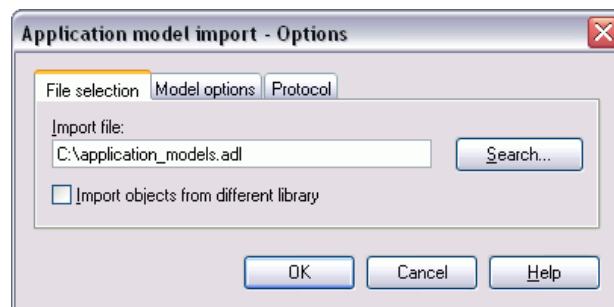 Application model import - Options
File selection
Model options
Protocol
Import file:
C:\application_models.adl
Search...
Import objects from different library
OK
Cancel
Help